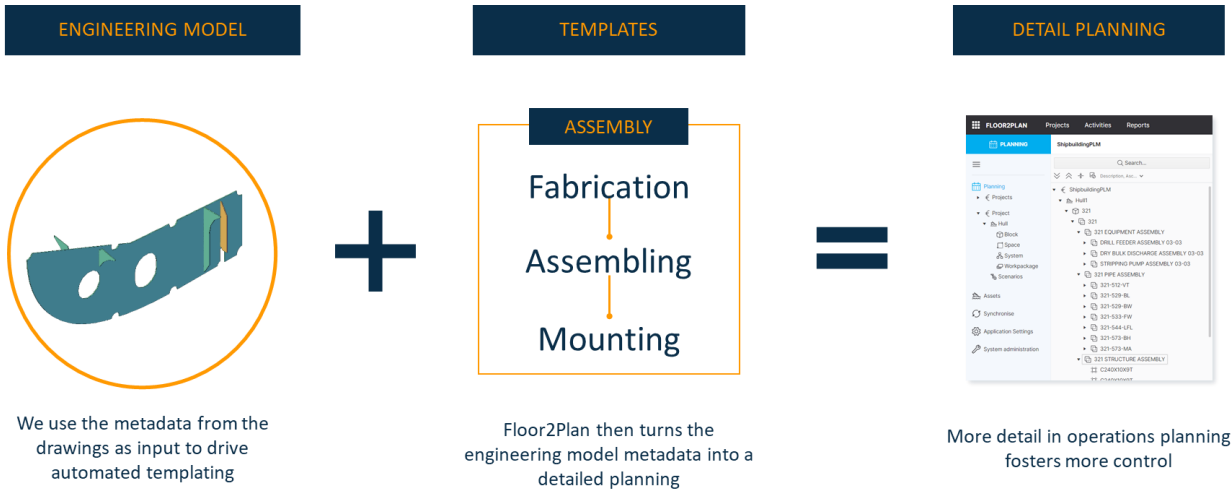 ENGINEERING MODEL
TEMPLATES
DETAIL PLANNING
ASSEMBLY
Fabrication
Assembling
Mounting
FLOOR2PLAN Projects Activities Reports
PLANNING
ShipbuildingPLM
Search...
Description, Asc..
Planning
Projects
Project
Hull
Block
Space
System
Workpackage
Scenarios
Assets
Synchronise
Application Settings
System administration
ShipbuildingPLM
Hull1
321
321
321 EQUIPMENT ASSEMBLY
DRILL FEEDER ASSEMBLY 03-03
DRY BULK DISCHARGE ASSEMBLY 03-03
STRIPPING PUMP ASSEMBLY 03-03
321 PIPE ASSEMBLY
321-512-VT
321-529-BL
321-529-BW
321-533-FW
321-544-LFL
321-573-BH
321-573-MA
321 STRUCTURE ASSEMBLY
C240X10X9T
C240X10X9T
We use the metadata from the
drawings as input to drive
automated templating
Floor2Plan then turns the
engineering model metadata into a
detailed planning
More detail in operations planning
fosters more control